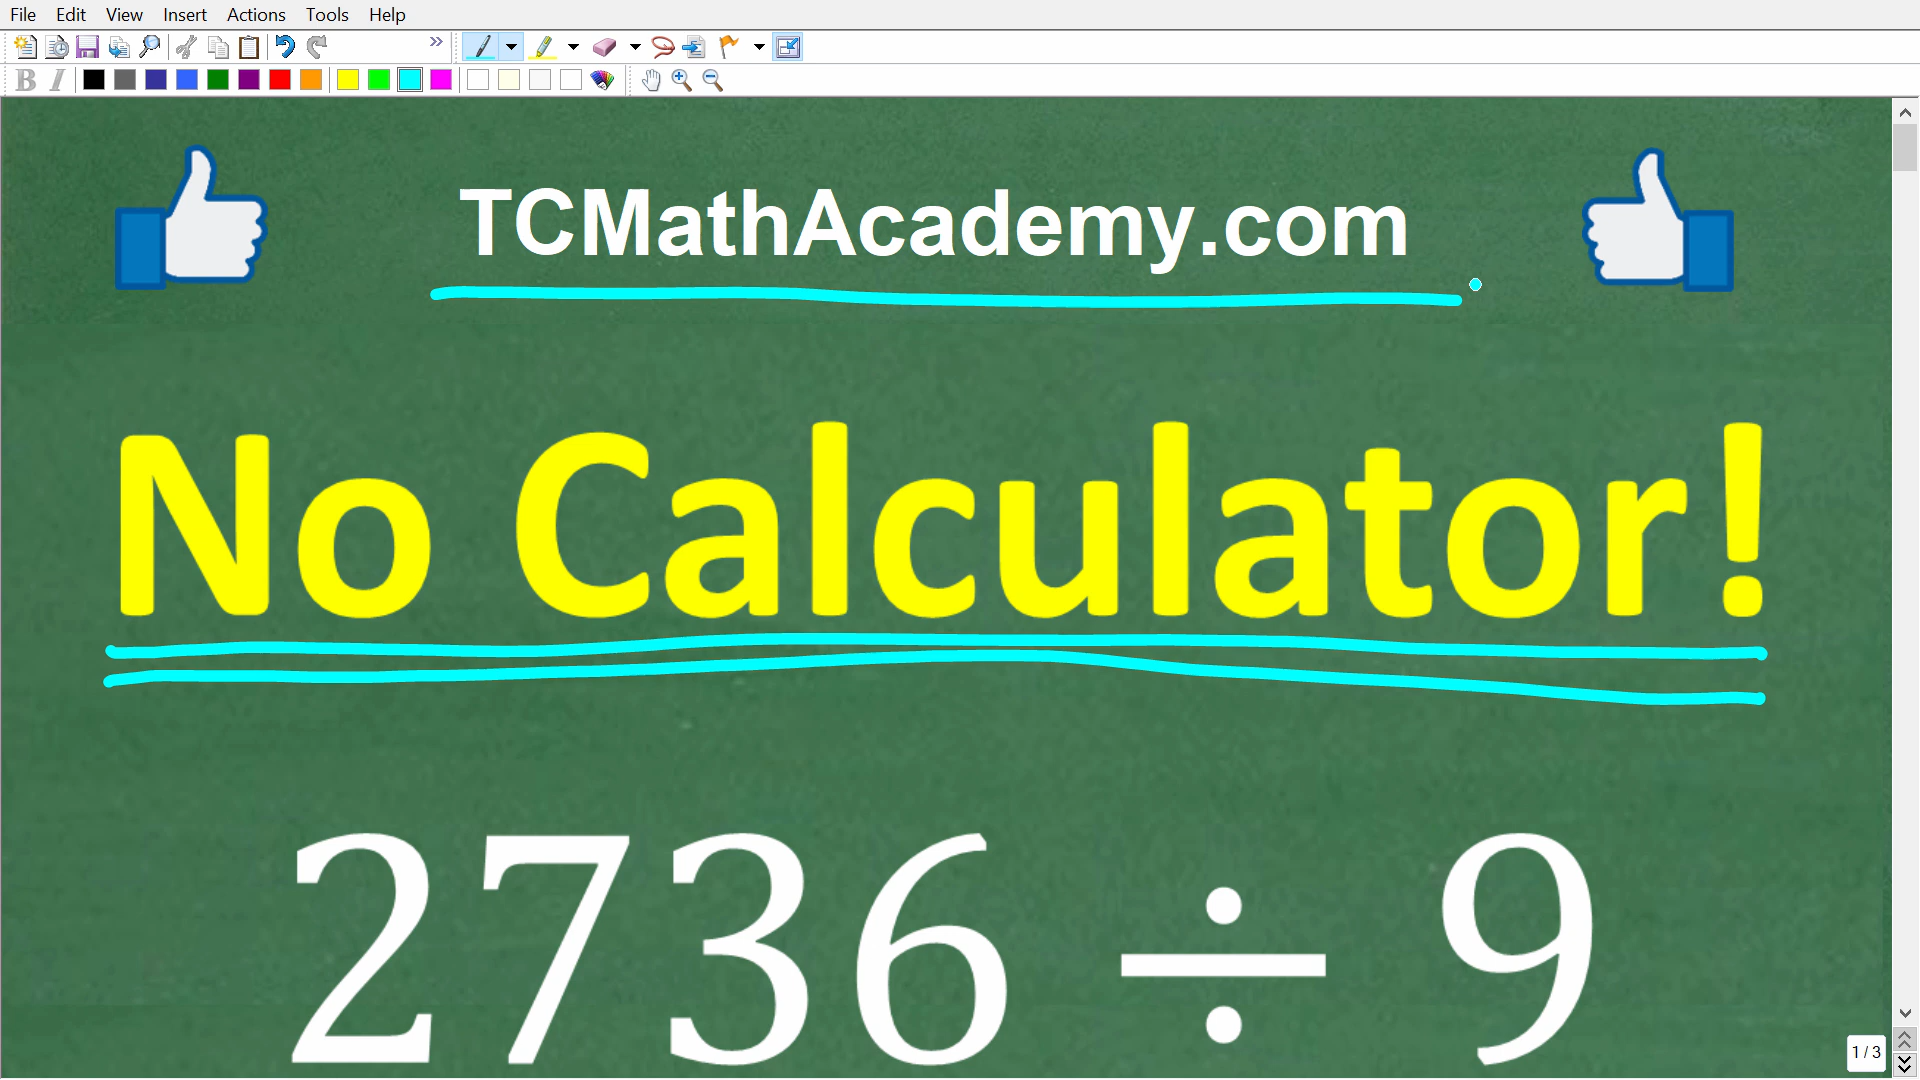 File Edit View Insert Actions Tools Help
B I
TCMathAcademy.com
No Calculator!
2736 ÷ 9
1 / 3